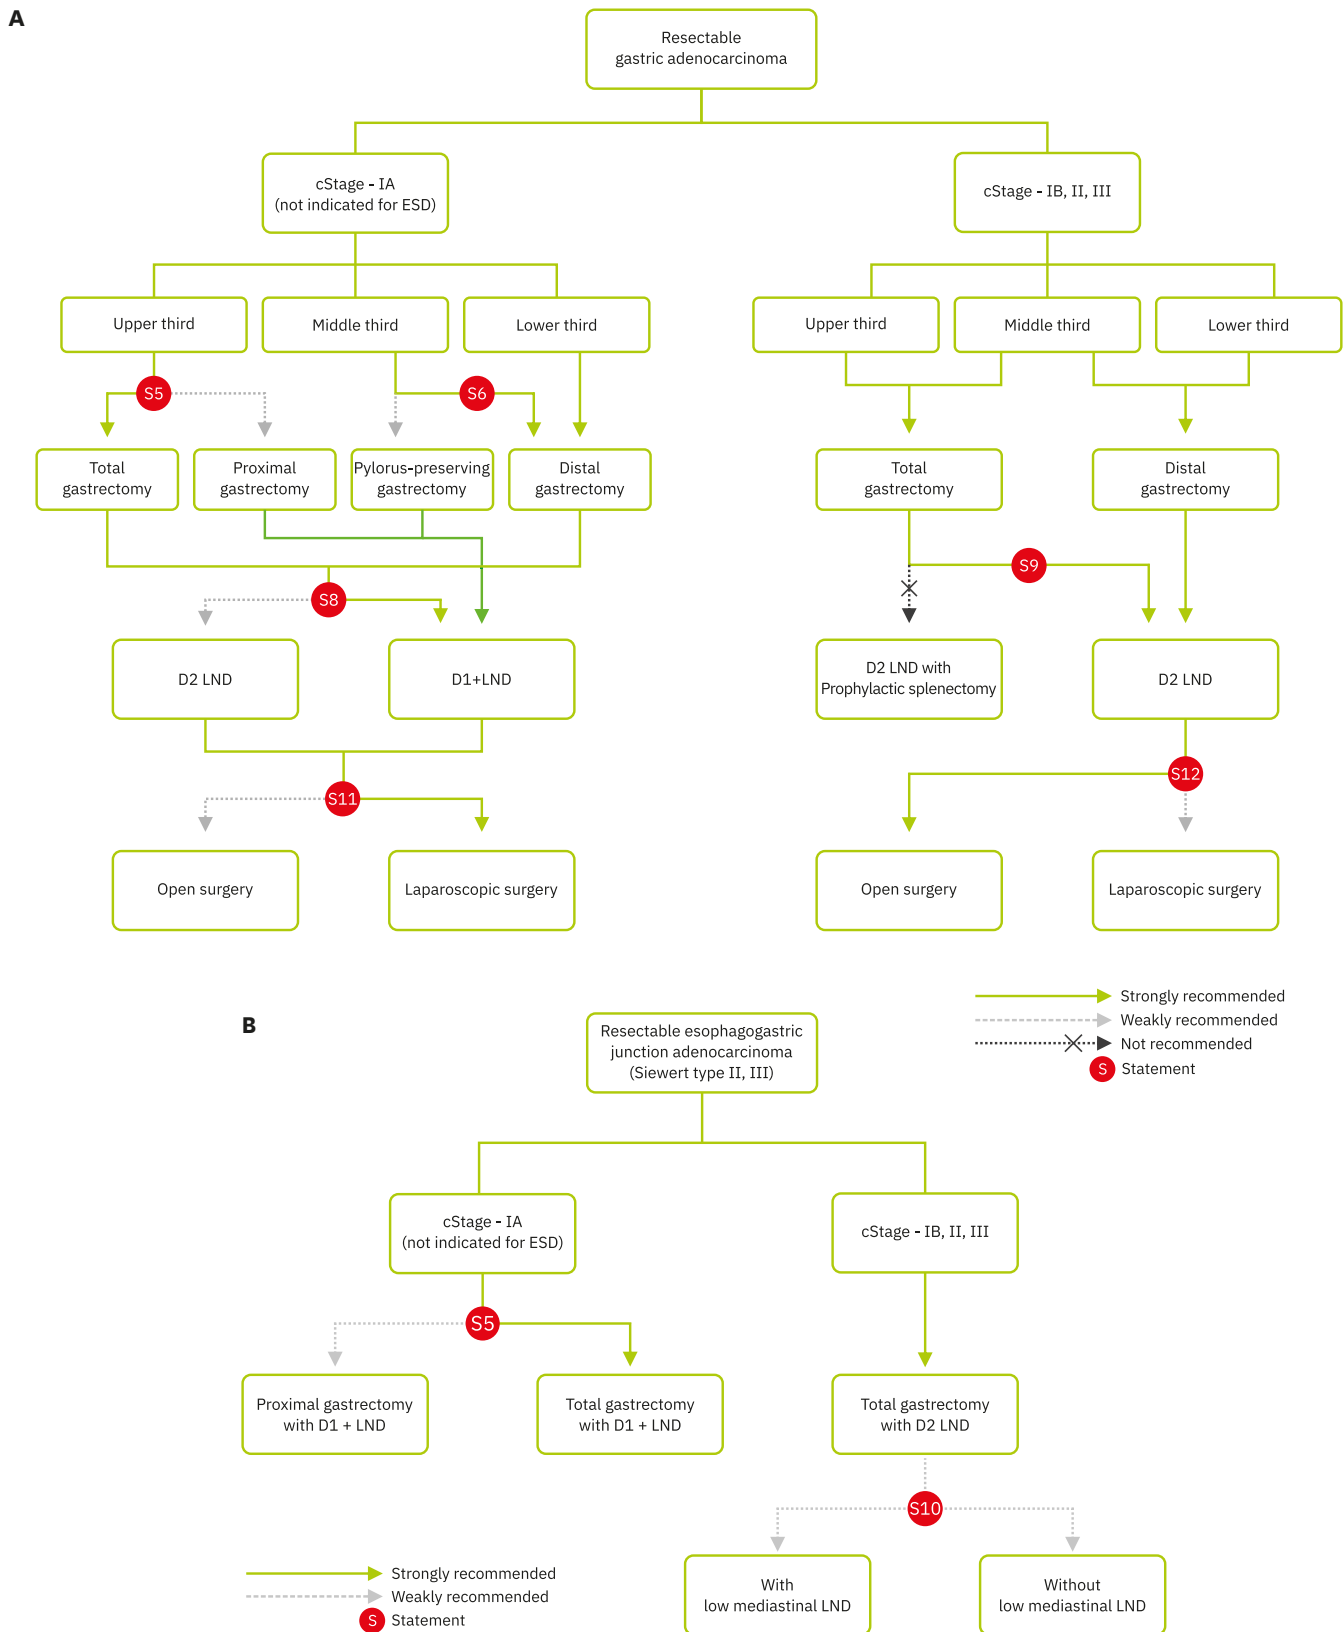 A
Resectable
gastric adenocarcinoma
cStage - IA
(not indicated for ESD)
cStage - IB, II, III
Upper third
Middle third
Lower third
Upper third
Middle third
Lower third
S5
S6
Total
gastrectomy
Proximal
gastrectomy
Pylorus-preserving
gastrectomy
Distal
gastrectomy
Total
gastrectomy
Distal
gastrectomy
S9
S8
D2 LND
D1+LND
D2 LND with
Prophylactic splenectomy
D2 LND
S11
S12
Open surgery
Laparoscopic surgery
Open surgery
Laparoscopic surgery
Strongly recommended
Weakly recommended
Not recommended
S Statement
B
Resectable esophagogastric
junction adenocarcinoma
(Siewert type II, III)
cStage - IA
(not indicated for ESD)
cStage - IB, II, III
S5
Proximal gastrectomy
with D1 + LND
Total gastrectomy
with D1 + LND
Total gastrectomy
with D2 LND
S10
With
low mediastinal LND
Without
low mediastinal LND
Strongly recommended
Weakly recommended
S Statement